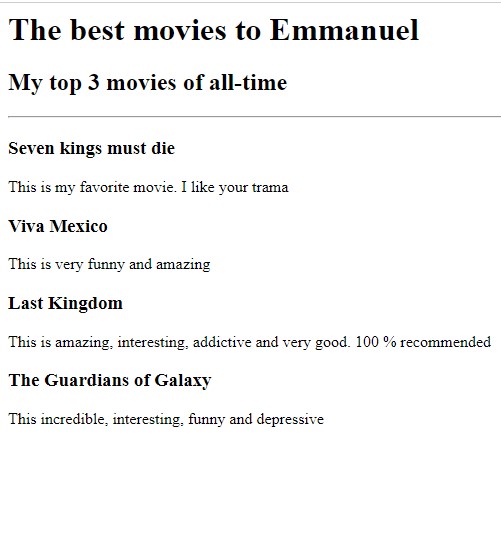 The best movies to Emmanuel
My top 3 movies of all-time
Seven kings must die
This is my favorite movie. I like your trama
Viva Mexico
This is very funny and amazing
Last Kingdom
This is amazing, interesting, addictive and very good. 100 % recommended
The Guardians of Galaxy
This incredible, interesting, funny and depressive